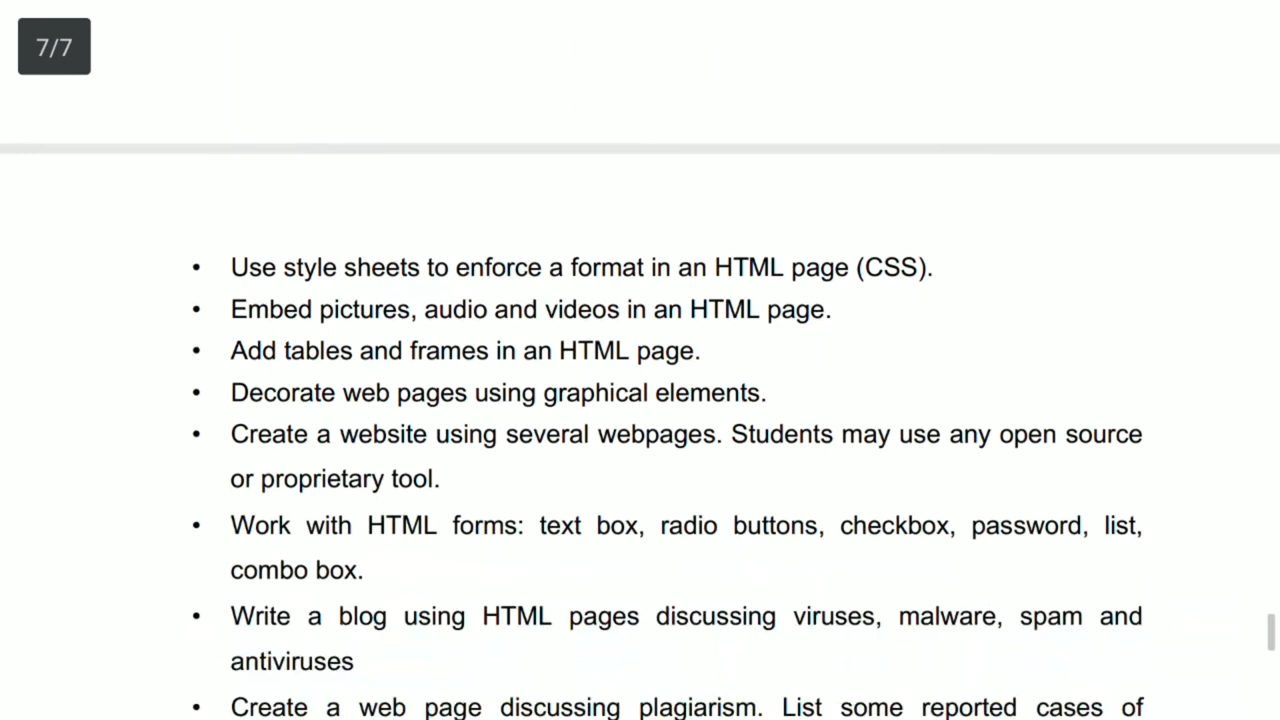 7/7
• Use style sheets to enforce a format in an HTML page (CSS).
• Embed pictures, audio and videos in an HTML page.
• Add tables and frames in an HTML page.
• Decorate web pages using graphical elements.
• Create a website using several webpages. Students may use any open source
or proprietary tool.
• Work with HTML forms: text box, radio buttons, checkbox, password, list,
combo box.
• Write a blog using HTML pages discussing viruses, malware, spam and
antiviruses
• Create a web page discussing plagiarism. List some reported cases of